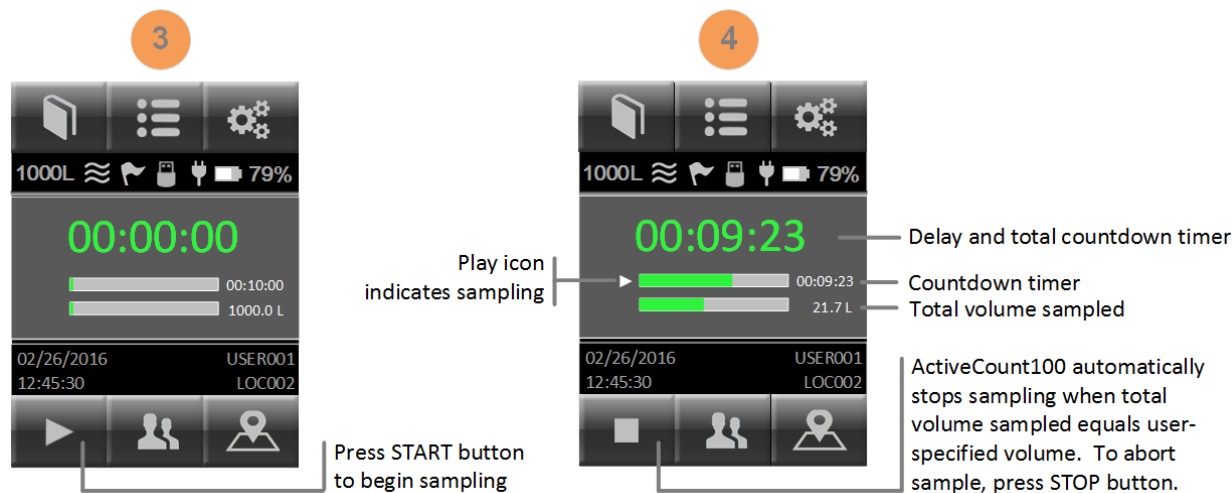 3
1000L 79%
00:00:00
00:10:00
1000.0 L
02/26/2016 USER001
12:45:30 LOC002
Press START button
to begin sampling
4
1000L 79%
00:09:23
Delay and total countdown timer
Play icon
indicates sampling
00:09:23
Countdown timer
21.7 L
Total volume sampled
02/26/2016 USER001
12:45:30 LOC002
ActiveCount100 automatically
stops sampling when total
volume sampled equals user-
specified volume. To abort
sample, press STOP button.